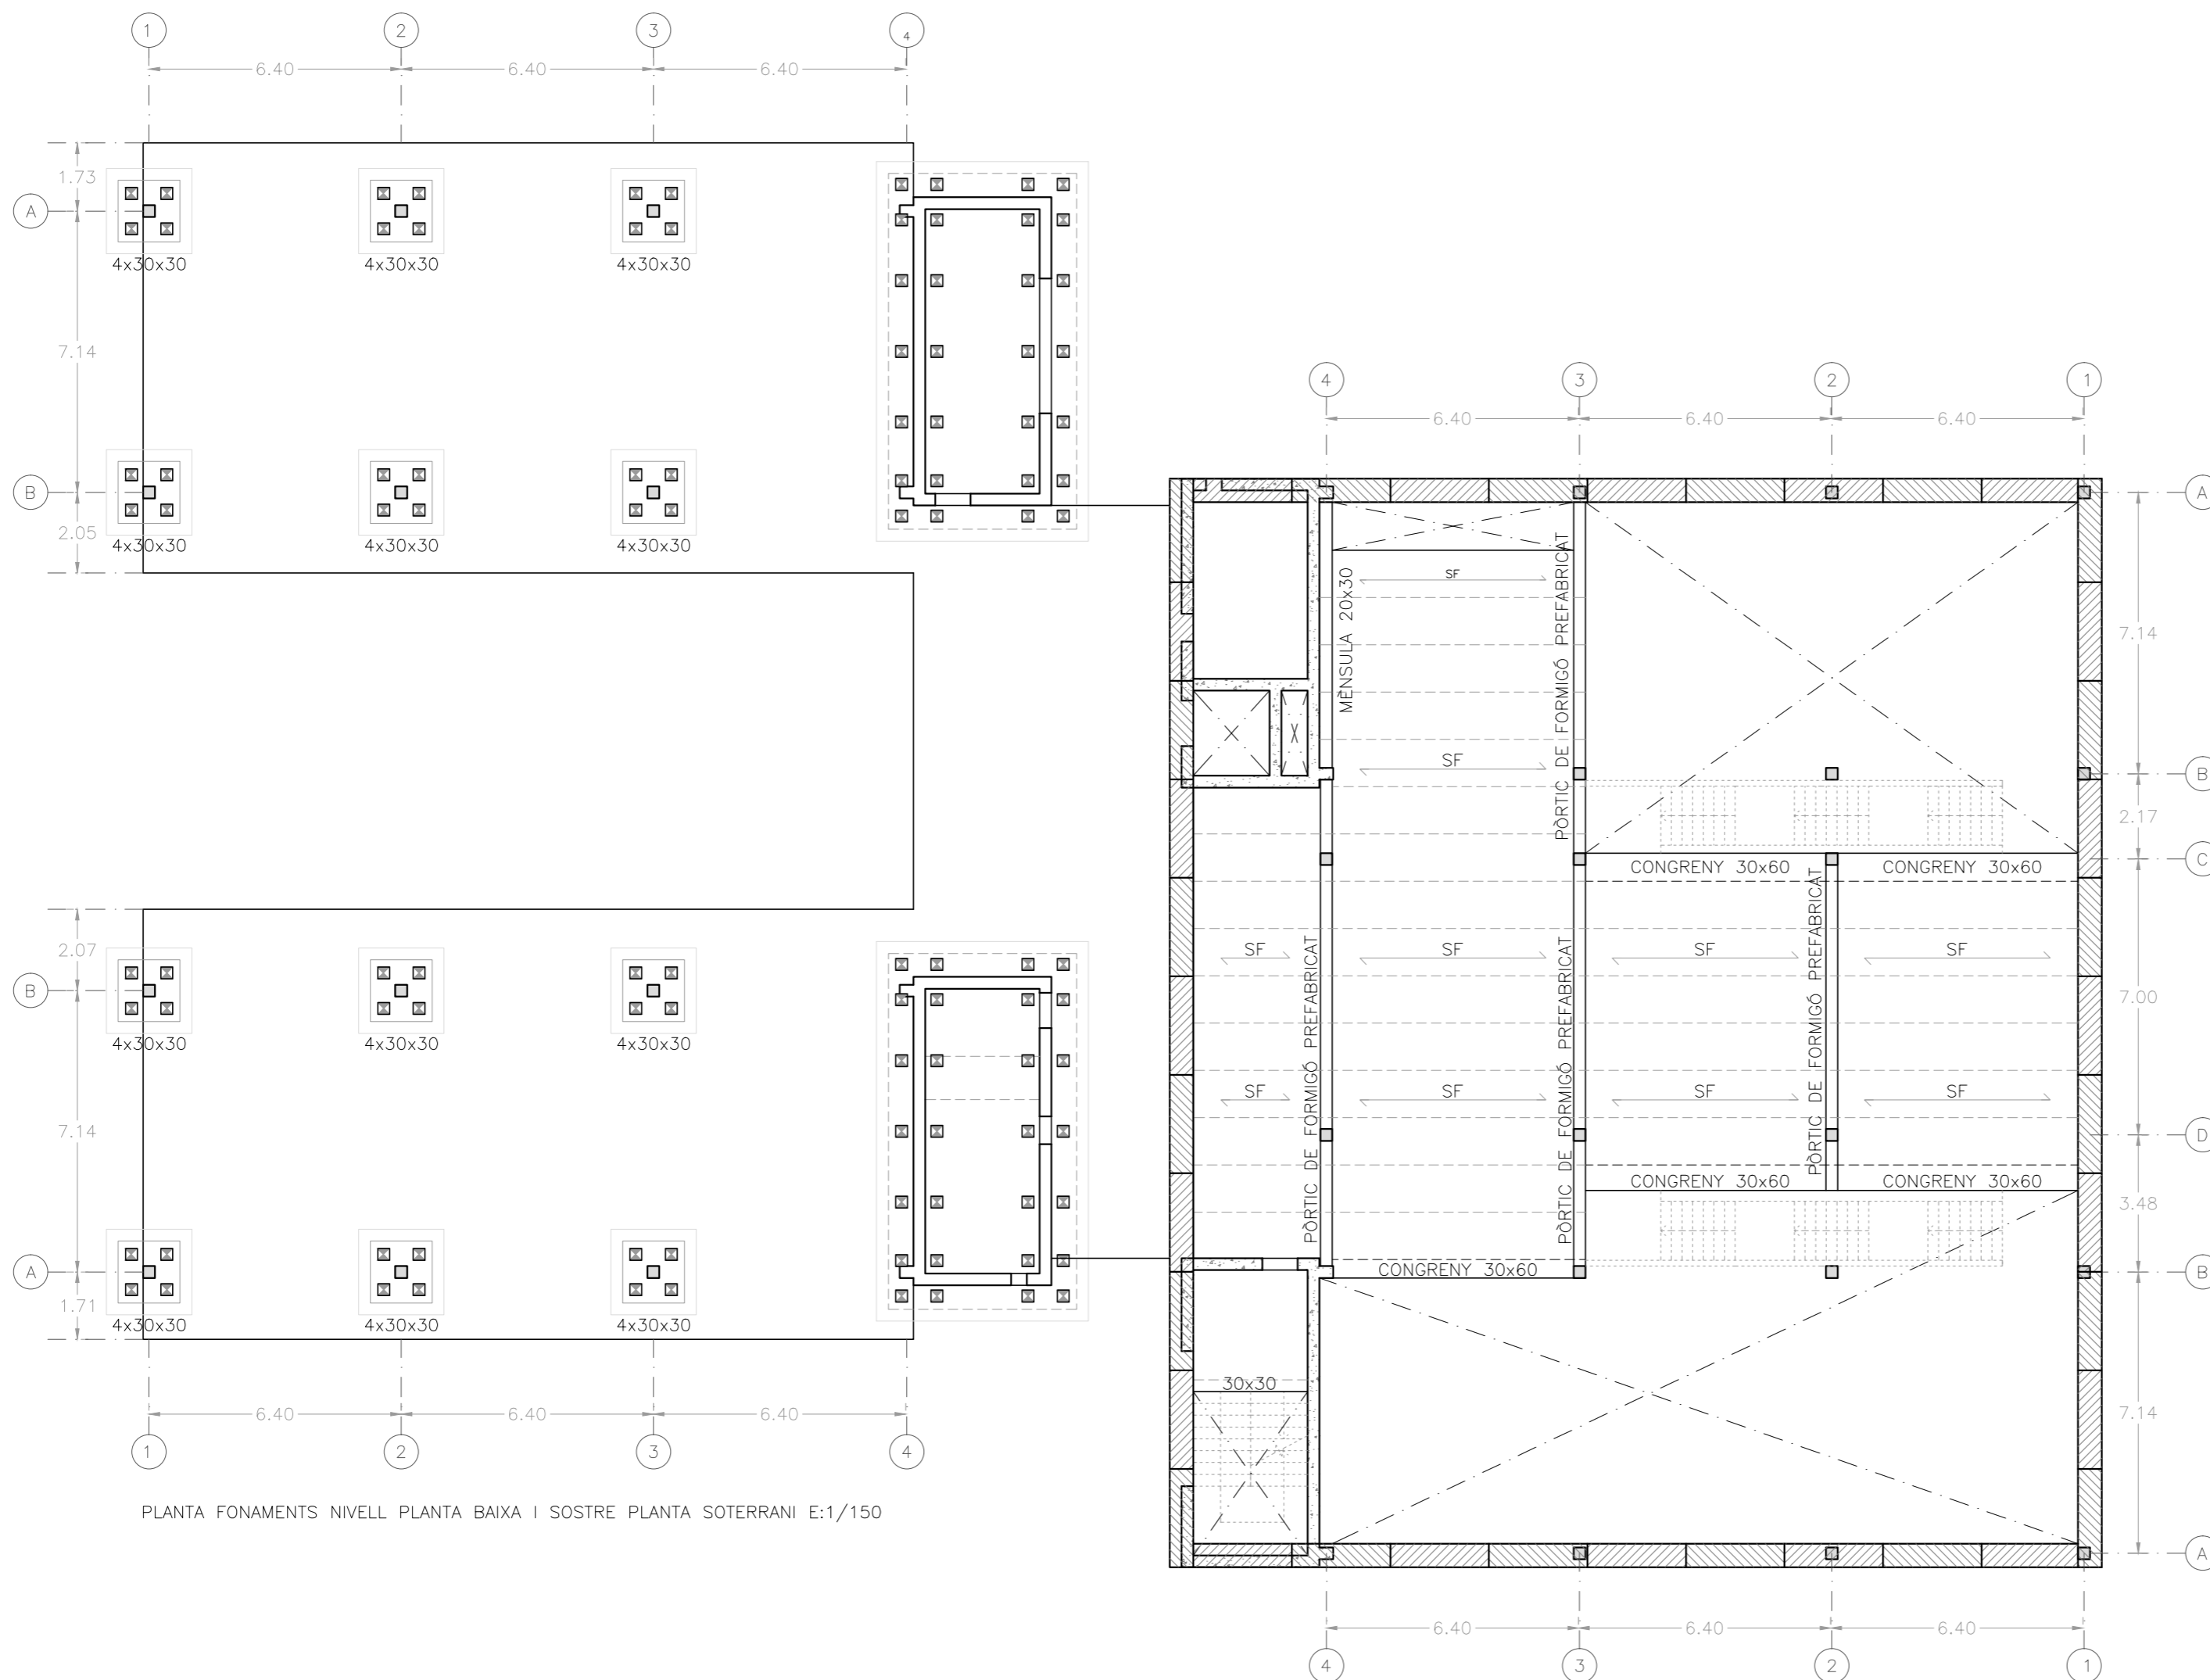 1 2 3 4
6.40 6.40 6.40
1.73
A
4x30x30 4x30x30 4x30x30
7.14
B
2.05
4x30x30 4x30x30 4x30x30
2.07
B
4x30x30 4x30x30 4x30x30
7.14
A
1.71
4x30x30 4x30x30 4x30x30
6.40 6.40 6.40
1 2 3 4
PLANTA FONAMENTS NIVELL PLANTA BAIXA I SOSTRE PLANTA SOTERRANI E:1/150
4 3 2 1
6.40 6.40 6.40
A
SF
MÈNSULA 20x30
PÒRTIC DE FORMIGÓ PREFABRICAT
7.14
SF
B
2.17
C
CONGRENY 30x60 CONGRENY 30x60
SF SF SF SF
PÒRTIC DE FORMIGÓ PREFABRICAT
PÒRTIC DE FORMIGÓ PREFABRICAT
PÒRTIC DE FORMIGÓ PREFABRICAT
7.00
SF SF SF SF
D
CONGRENY 30x60 CONGRENY 30x60
3.48
CONGRENY 30x60
B
30x30
7.14
A
6.40 6.40 6.40
4 3 2 1